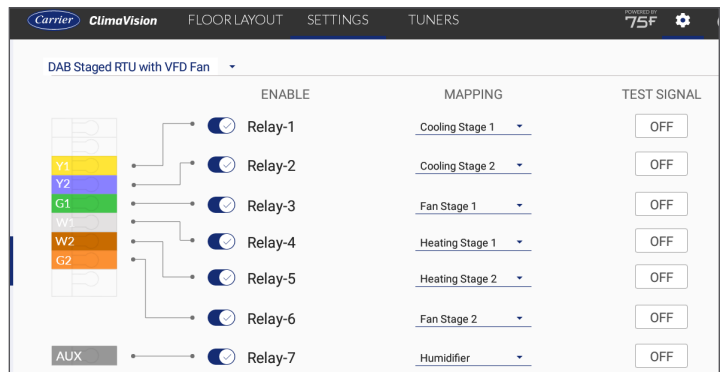 Carrier ClimaVision FLOOR LAYOUT SETTINGS TUNERS POWERED BY 75F
DAB Staged RTU with VFD Fan
ENABLE MAPPING TEST SIGNAL
Relay-1 Cooling Stage 1 OFF
Y1 Relay-2 Cooling Stage 2 OFF
Y2
G1 Relay-3 Fan Stage 1 OFF
W1
W2 Relay-4 Heating Stage 1 OFF
G2
Relay-5 Heating Stage 2 OFF
Relay-6 Fan Stage 2 OFF
AUX Relay-7 Humidifier OFF